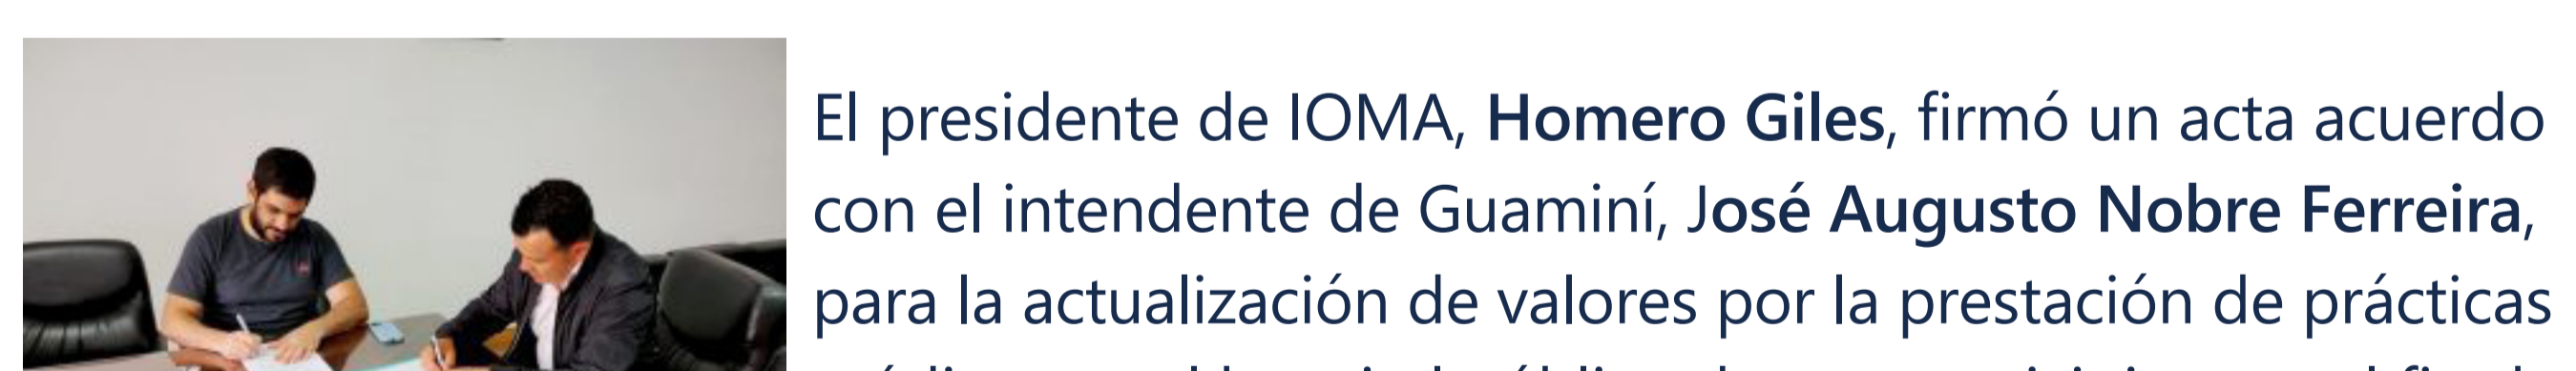 El presidente de IOMA, Homero Giles, firmó un acta acuerdo
con el intendente de Guaminí, José Augusto Nobre Ferreira,
para la actualización de valores por la prestación de prácticas